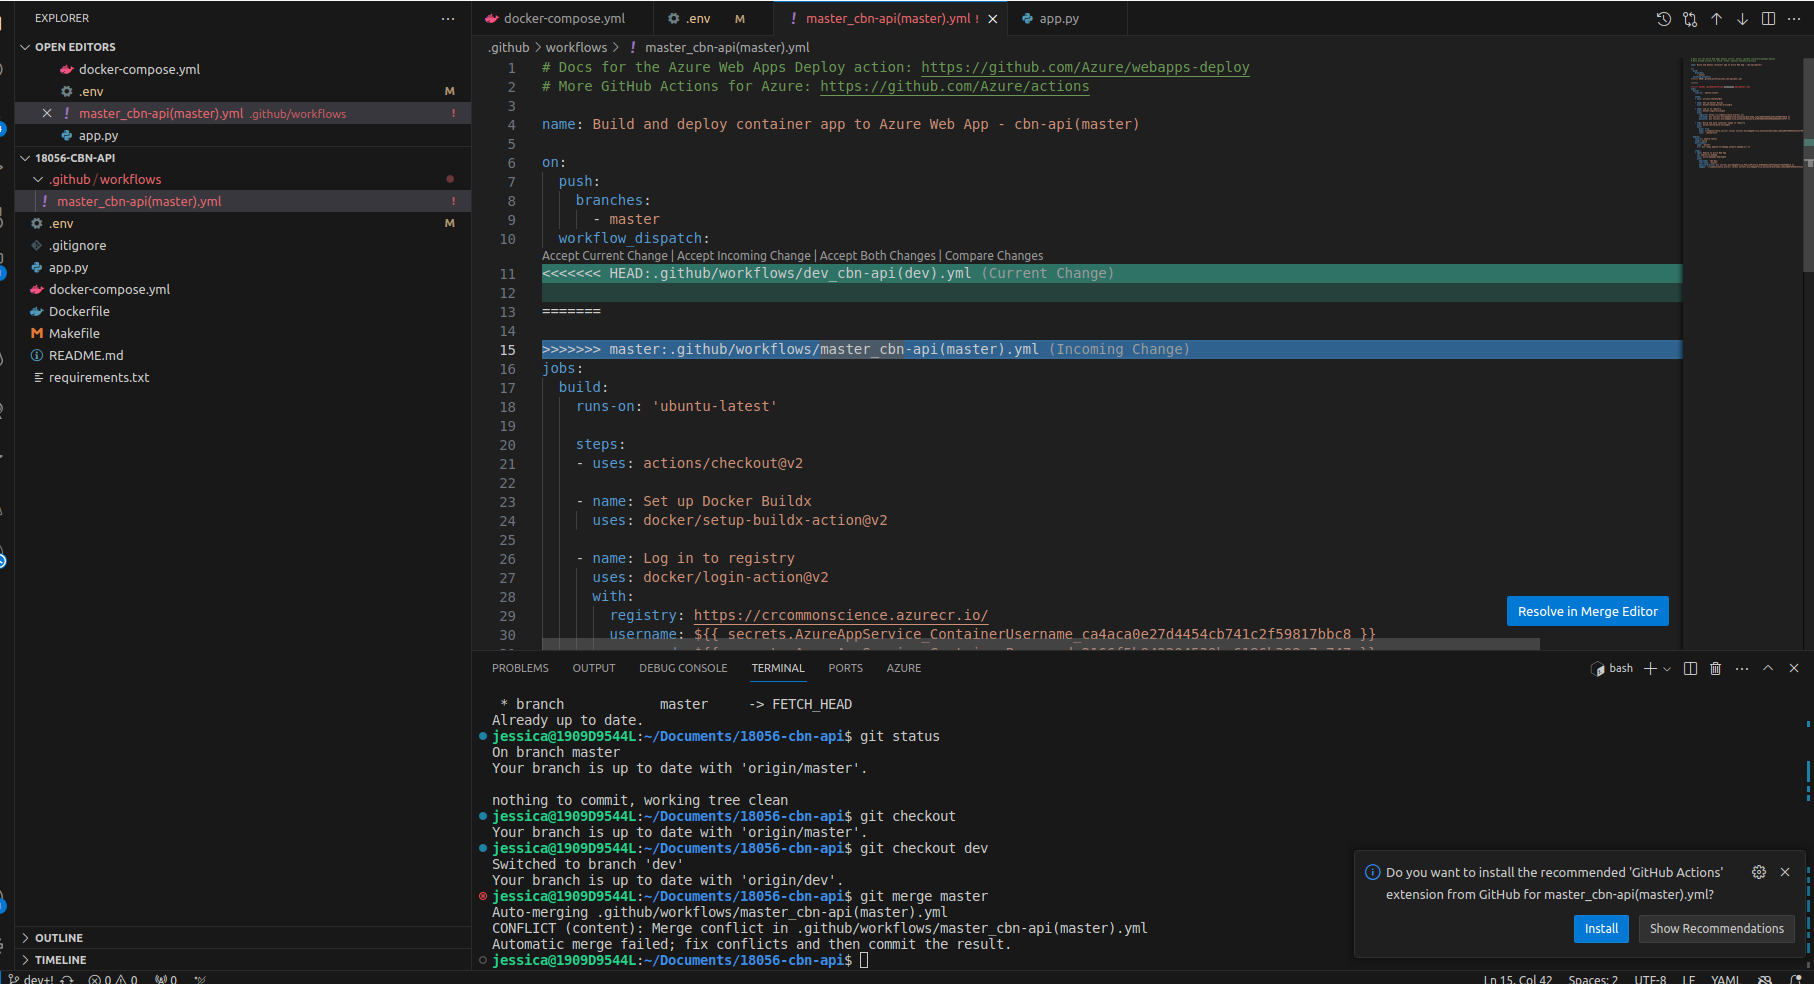 EXPLORER
OPEN EDITORS
docker-compose.yml
.env M
master_cbn-api(master).yml .github/workflows !
app.py
18056-CBN-API
.github / workflows
! master_cbn-api(master).yml !
.env M
.gitignore
app.py
docker-compose.yml
Dockerfile
Makefile
README.md
requirements.txt
OUTLINE
TIMELINE
docker-compose.yml .env M ! master_cbn-api(master).yml ! app.py
.github > workflows > ! master_cbn-api(master).yml
1 # Docs for the Azure Web Apps Deploy action: https://github.com/Azure/webapps-deploy
2 # More GitHub Actions for Azure: https://github.com/Azure/actions
3
4 name: Build and deploy container app to Azure Web App - cbn-api(master)
5
6 on:
7 push:
8 branches:
9 - master
10 workflow_dispatch:
Accept Current Change | Accept Incoming Change | Accept Both Changes | Compare Changes
11 <<<<<<< HEAD:.github/workflows/dev_cbn-api(dev).yml (Current Change)
12
13 =======
14
15 >>>>>>> master:.github/workflows/master_cbn-api(master).yml (Incoming Change)
16 jobs:
17 build:
18 runs-on: 'ubuntu-latest'
19
20 steps:
21 - uses: actions/checkout@v2
22
23 - name: Set up Docker Buildx
24 uses: docker/setup-buildx-action@v2
25
26 - name: Log in to registry
27 uses: docker/login-action@v2
28 with:
29 registry: https://crcommonscience.azurecr.io/
30 username: ${{ secrets.AzureAppService_ContainerUsername_ca4aca0e27d4454cb741c2f59817bbc8 }}
Resolve in Merge Editor
PROBLEMS OUTPUT DEBUG CONSOLE TERMINAL PORTS AZURE
bash
* branch master -> FETCH_HEAD
Already up to date.
jessica@1909D9544L:~/Documents/18056-cbn-api$ git status
On branch master
Your branch is up to date with 'origin/master'.
nothing to commit, working tree clean
jessica@1909D9544L:~/Documents/18056-cbn-api$ git checkout
Your branch is up to date with 'origin/master'.
jessica@1909D9544L:~/Documents/18056-cbn-api$ git checkout dev
Switched to branch 'dev'
Your branch is up to date with 'origin/dev'.
jessica@1909D9544L:~/Documents/18056-cbn-api$ git merge master
Auto-merging .github/workflows/master_cbn-api(master).yml
CONFLICT (content): Merge conflict in .github/workflows/master_cbn-api(master).yml
Automatic merge failed; fix conflicts and then commit the result.
jessica@1909D9544L:~/Documents/18056-cbn-api$
Do you want to install the recommended 'GitHub Actions'
extension from GitHub for master_cbn-api(master).yml?
Install Show Recommendations
dev+! 0 0 0 Ln 15, Col 42 Spaces: 2 UTF-8 LF YAML